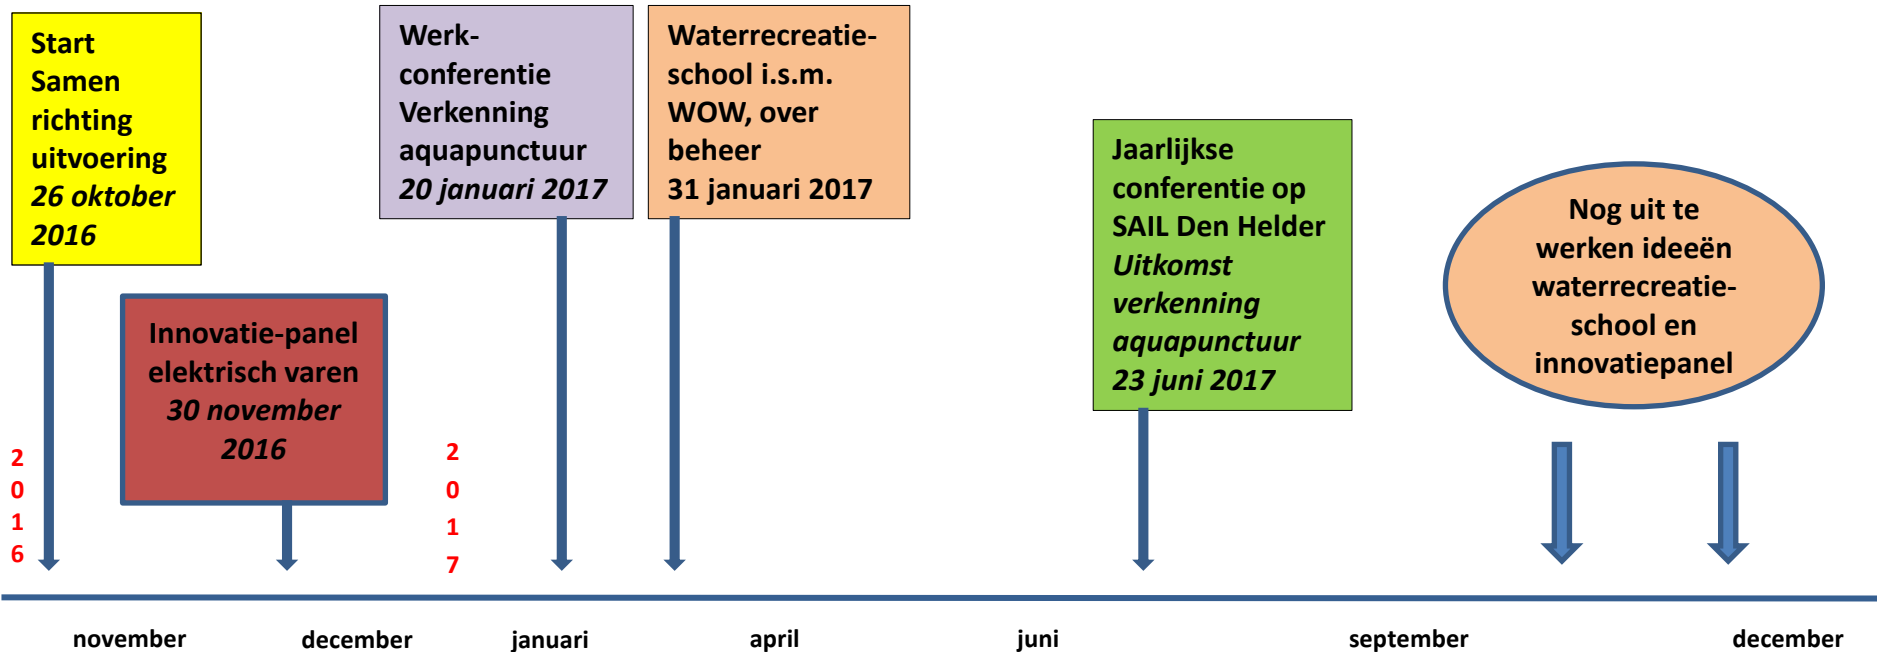 Start
Samen
richting
uitvoering
26 oktober
2016
Innovatie-panel
elektrisch varen
30 november
2016
Werk-
conferentie
Verkenning
aquapunctuur
20 januari 2017
Waterrecreatie-
school i.s.m.
WOW, over
beheer
31 januari 2017
Jaarlijkse
conferentie op
SAIL Den Helder
Uitkomst
verkenning
aquapunctuur
23 juni 2017
Nog uit te
werken ideeën
waterrecreatie-
school en
innovatiepanel
2
0
1
6
2
0
1
7
november december januari april juni september december